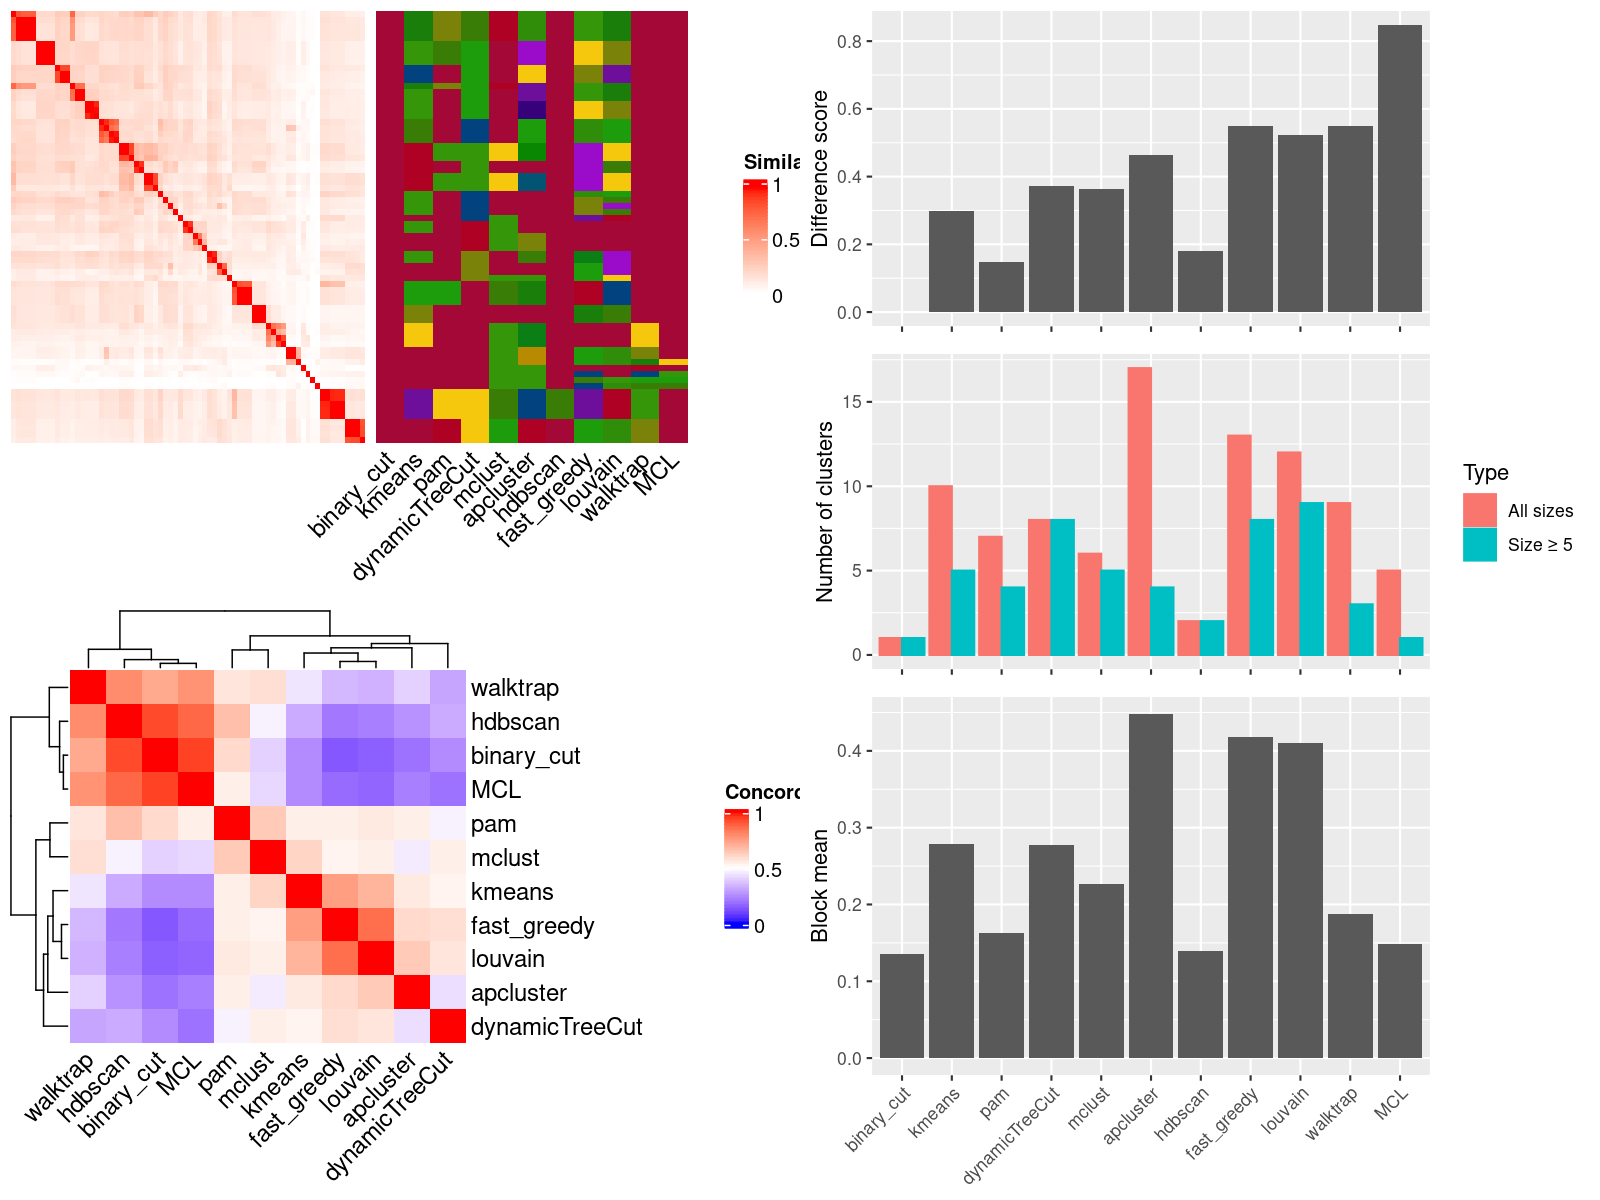 Simila
1
0.5
0
binary_cut
kmeans
pam
dynamicTreeCut
mclust
apcluster
hdbscan
fast_greedy
louvain
walktrap
MCL
Difference score
0.8
0.6
0.4
0.2
0.0
Number of clusters
15
10
5
0
Type
All sizes
Size ≥ 5
walktrap
hdbscan
binary_cut
MCL
pam
mclust
kmeans
fast_greedy
louvain
apcluster
dynamicTreeCut
walktrap
hdbscan
binary_cut
MCL
pam
mclust
kmeans
fast_greedy
louvain
apcluster
dynamicTreeCut
Concor
1
0.5
0
Block mean
0.4
0.3
0.2
0.1
0.0
binary_cut
kmeans
pam
dynamicTreeCut
mclust
apcluster
hdbscan
fast_greedy
louvain
walktrap
MCL